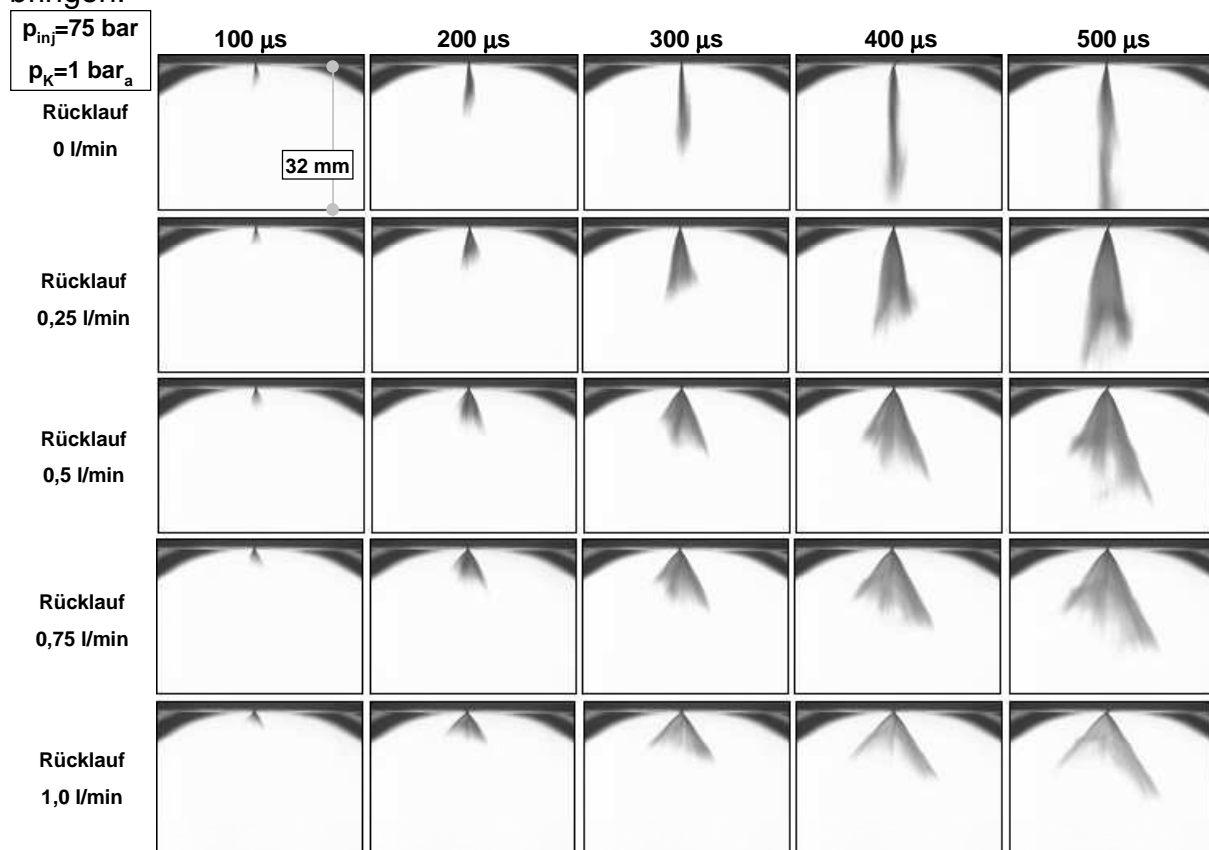 bringen.
p_inj=75 bar
p_K=1 bar_a
100 µs 200 µs 300 µs 400 µs 500 µs
Rücklauf
0 l/min
32 mm
Rücklauf
0,25 l/min
Rücklauf
0,5 l/min
Rücklauf
0,75 l/min
Rücklauf
1,0 l/min